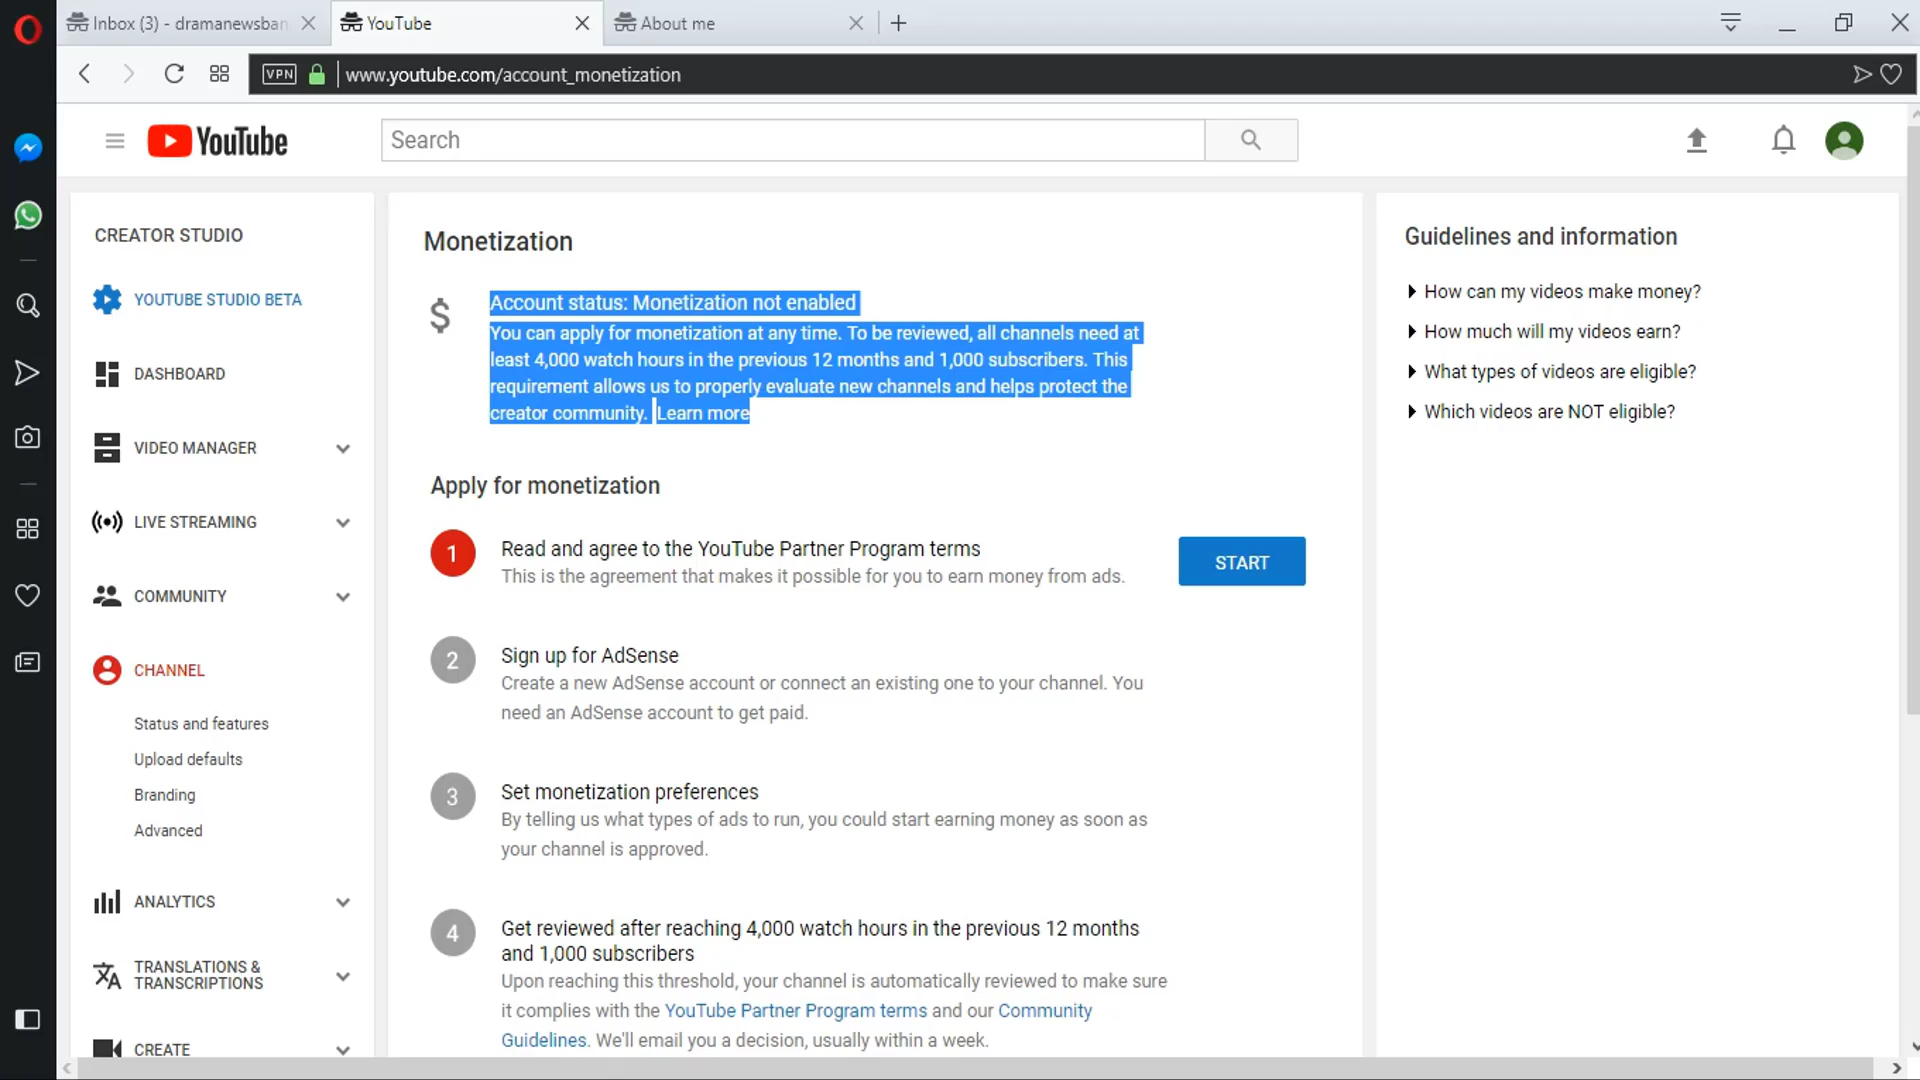 Inbox (3) - dramanewsban
YouTube
About me
VPN
www.youtube.com/account_monetization
YouTube
Search
CREATOR STUDIO
YOUTUBE STUDIO BETA
DASHBOARD
VIDEO MANAGER
LIVE STREAMING
COMMUNITY
CHANNEL
Status and features
Upload defaults
Branding
Advanced
ANALYTICS
TRANSLATIONS &
TRANSCRIPTIONS
CREATE
Monetization
$
Account status: Monetization not enabled
You can apply for monetization at any time. To be reviewed, all channels need at
least 4,000 watch hours in the previous 12 months and 1,000 subscribers. This
requirement allows us to properly evaluate new channels and helps protect the
creator community. Learn more
Apply for monetization
1
Read and agree to the YouTube Partner Program terms
This is the agreement that makes it possible for you to earn money from ads.
START
2
Sign up for AdSense
Create a new AdSense account or connect an existing one to your channel. You
need an AdSense account to get paid.
3
Set monetization preferences
By telling us what types of ads to run, you could start earning money as soon as
your channel is approved.
4
Get reviewed after reaching 4,000 watch hours in the previous 12 months
and 1,000 subscribers
Upon reaching this threshold, your channel is automatically reviewed to make sure
it complies with the YouTube Partner Program terms and our Community
Guidelines. We'll email you a decision, usually within a week.
Guidelines and information
How can my videos make money?
How much will my videos earn?
What types of videos are eligible?
Which videos are NOT eligible?